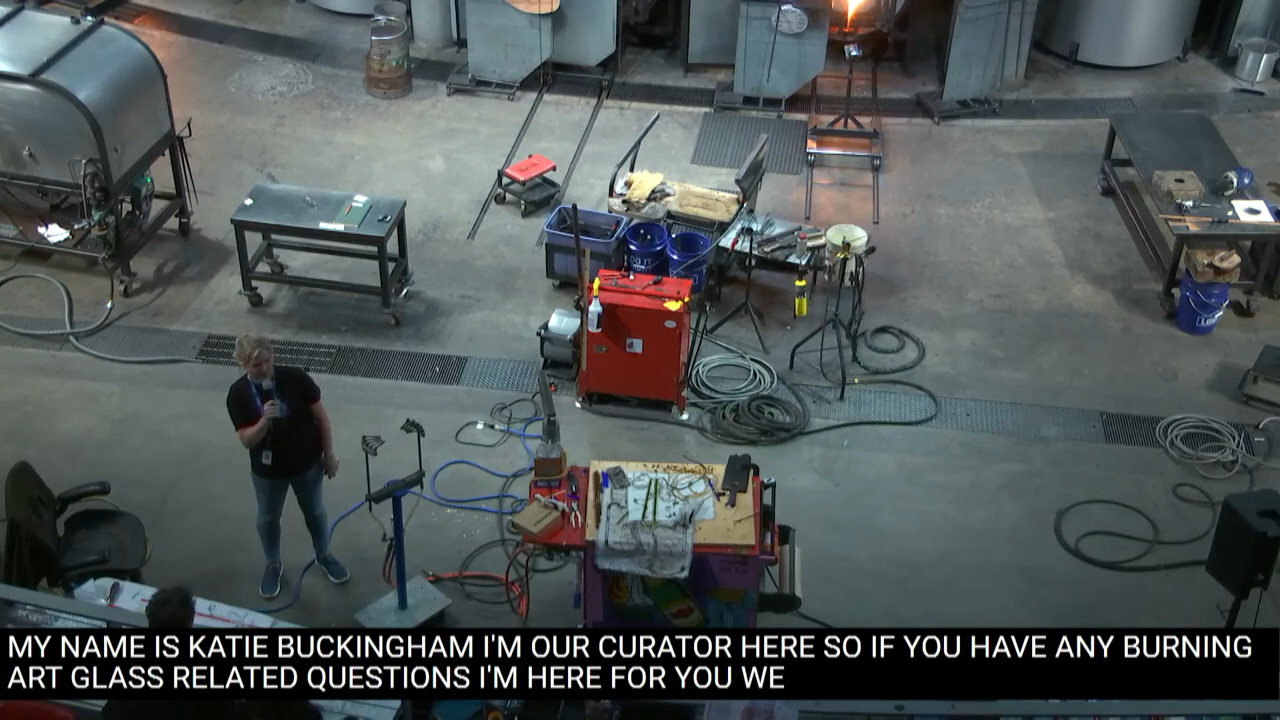 MY NAME IS KATIE BUCKINGHAM I'M OUR CURATOR HERE SO IF YOU HAVE ANY BURNING
ART GLASS RELATED QUESTIONS I'M HERE FOR YOU WE